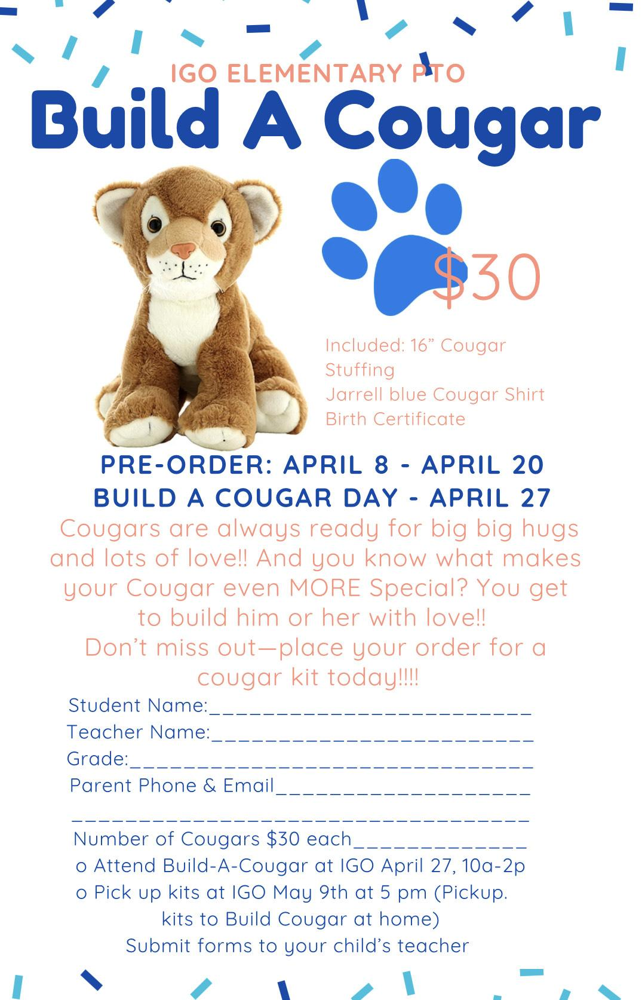 IGO ELEMENTARY PTO
Build A Cougar
$30
Included: 16” Cougar
Stuffing
Jarrell blue Cougar Shirt
Birth Certificate
PRE-ORDER: APRIL 8 - APRIL 20
BUILD A COUGAR DAY - APRIL 27
Cougars are always ready for big big hugs
and lots of love!! And you know what makes
your Cougar even MORE Special? You get
to build him or her with love!!
Don’t miss out—place your order for a
cougar kit today!!!!
Student Name:________________________
Teacher Name:________________________
Grade:______________________________
Parent Phone & Email___________________
__________________________________
Number of Cougars $30 each_____________
o Attend Build-A-Cougar at IGO April 27, 10a-2p
o Pick up kits at IGO May 9th at 5 pm (Pickup.
kits to Build Cougar at home)
Submit forms to your child’s teacher